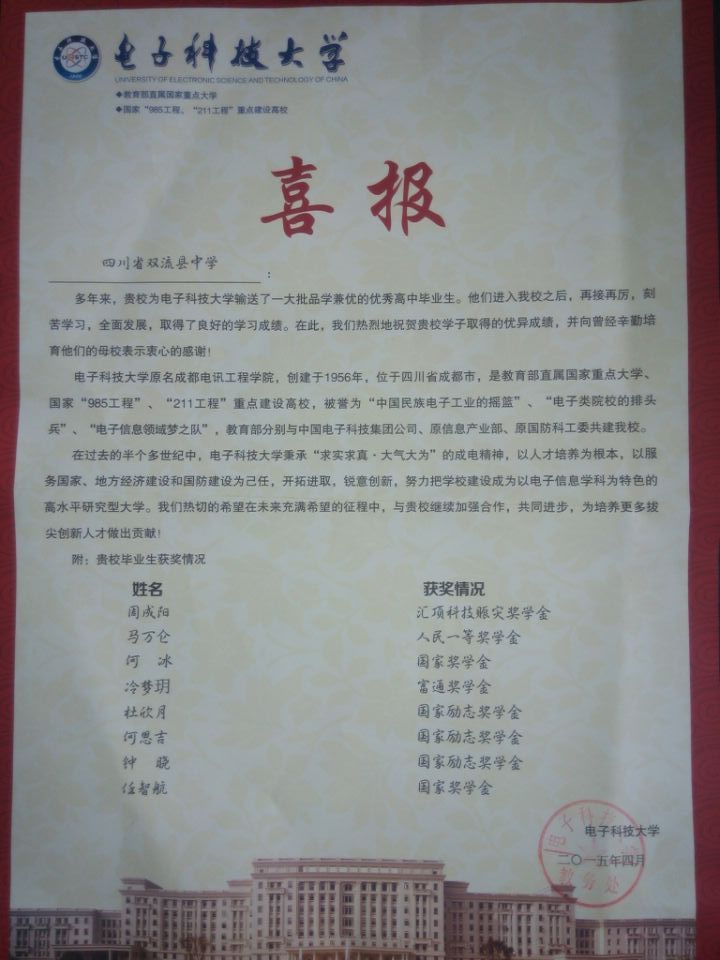 电子科技大学
UNIVERSITY OF ELECTRONIC SCIENCE AND TECHNOLOGY OF CHINA
◆教育部直属国家重点大学
◆国家“985工程、“211工程”重点建设高校
喜报
四川省双流县中学：
多年来，贵校为电子科技大学输送了一大批品学兼优的优秀高中毕业生。他们进入我校之后，再接再厉，刻
苦学习，全面发展，取得了良好的学习成绩。在此，我们热烈地祝贺贵校学子取得的优异成绩，并向曾经辛勤培
育他们的母校表示衷心的感谢！
电子科技大学原名成都电讯工程学院，创建于1956年，位于四川省成都市，是教育部直属国家重点大学、
国家“985工程”、“211工程”重点建设高校，被誉为“中国民族电子工业的摇篮”、“电子类院校的排头
兵”、“电子信息领域梦之队”，教育部分别与中国电子科技集团公司、原信息产业部、原国防科工委共建我校。
在过去的半个多世纪中，电子科技大学秉承“求实求真·大气大为”的成电精神，以人才培养为根本，以服
务国家、地方经济建设和国防建设为己任，开拓进取，锐意创新，努力把学校建设成为以电子信息学科为特色的
高水平研究型大学。我们热切的希望在未来充满希望的征程中，与贵校继续加强合作，共同进步，为培养更多拔
尖创新人才做出贡献！
附：贵校毕业生获奖情况
姓名 获奖情况
周成阳 汇顶科技赈灾奖学金
马万仑 人民一等奖学金
何 冰 国家奖学金
冷梦玥 富通奖学金
杜欣月 国家励志奖学金
何思吉 国家励志奖学金
钟 晓 国家励志奖学金
任智航 国家奖学金
电子科技大学
二〇一五年四月
教务处